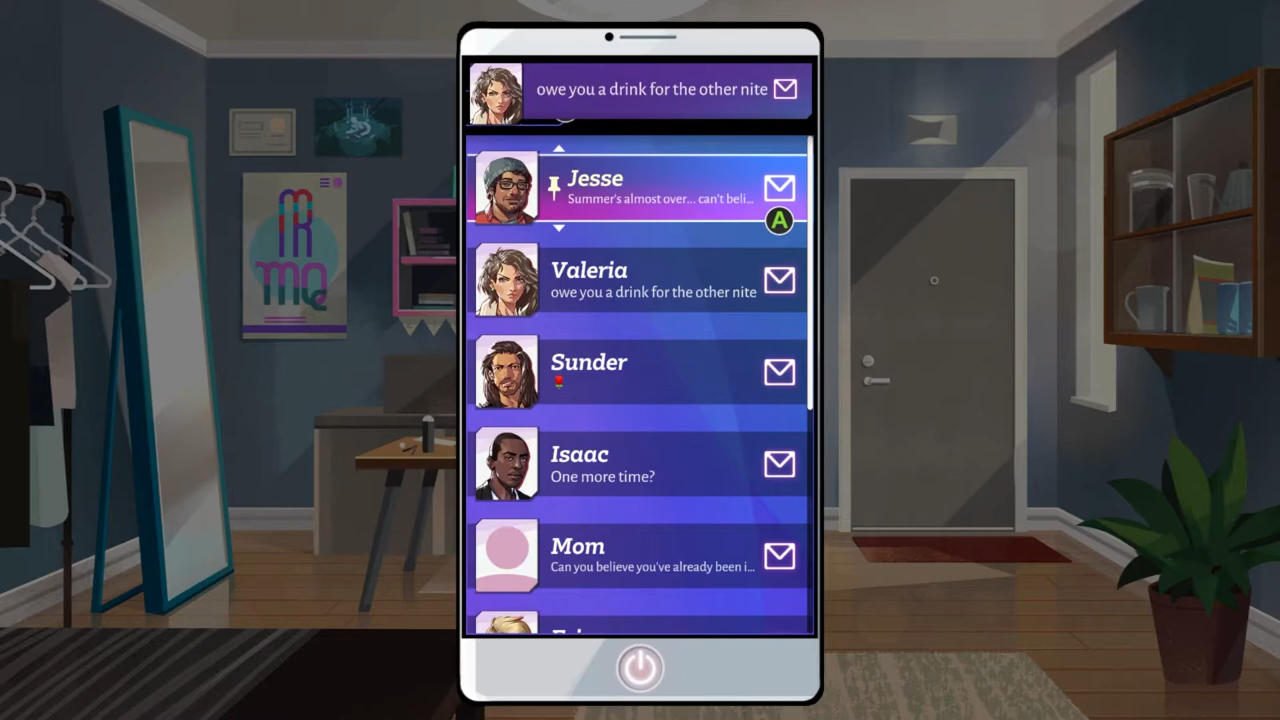 owe you a drink for the other nite
Jesse
Summer's almost over... can't beli...
A
Valeria
owe you a drink for the other nite
Sunder
Isaac
One more time?
Mom
Can you believe you've already been i...